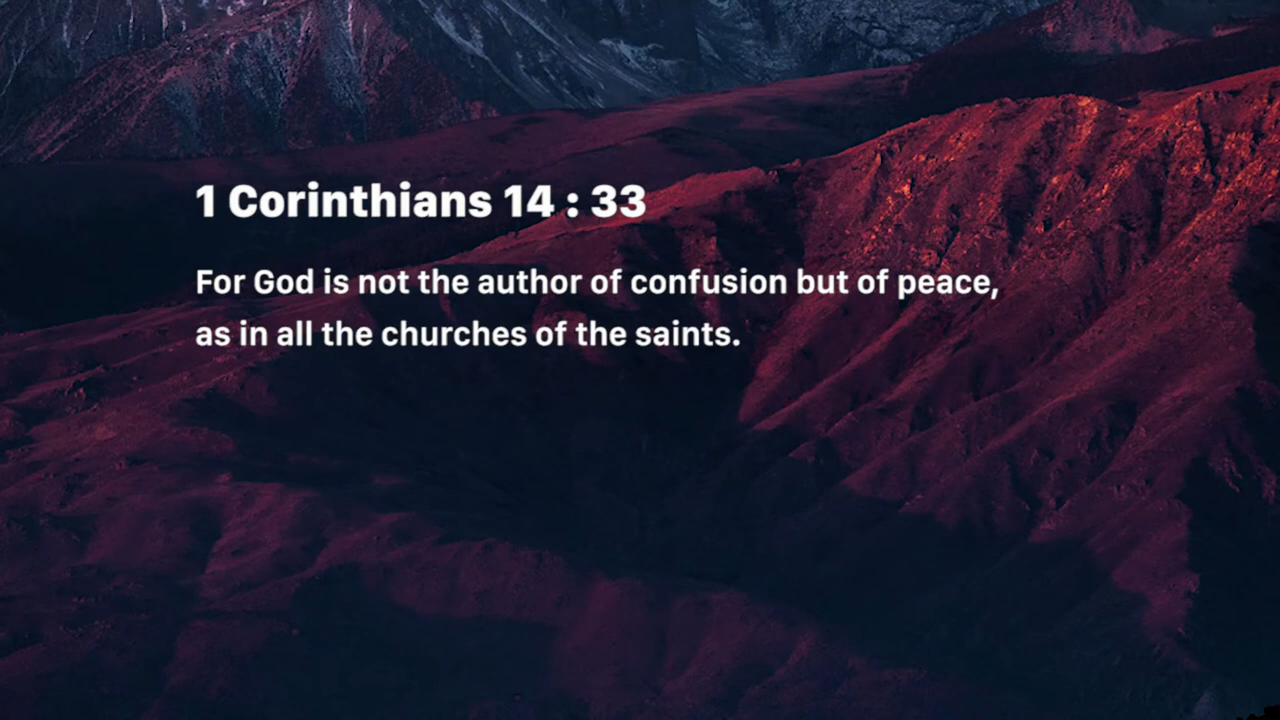 1 Corinthians 14 : 33
For God is not the author of confusion but of peace,
as in all the churches of the saints.